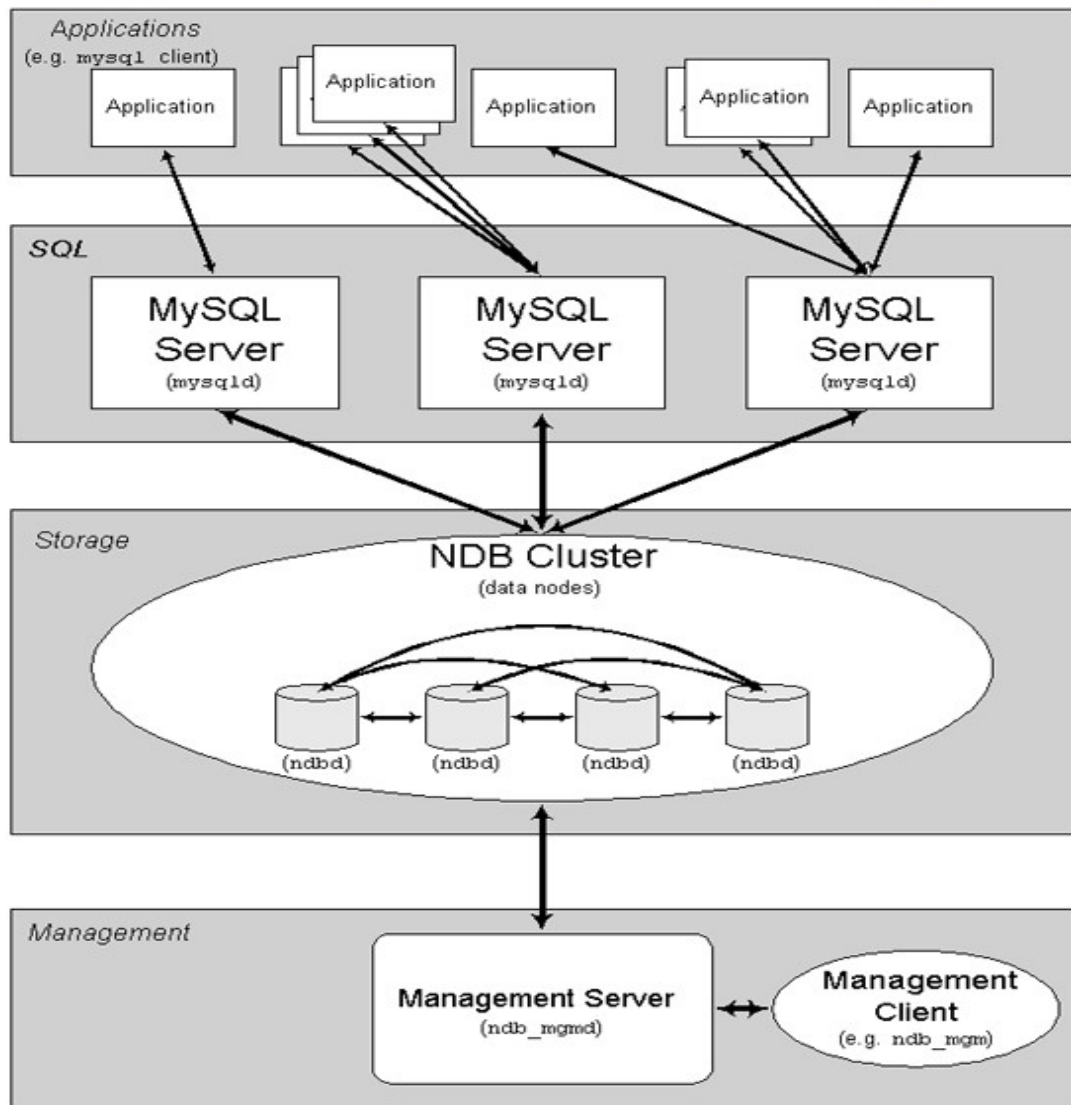 Applications
(e.g. mysql client)
Application
Application
Application
Application
Application
SQL
MySQL
Server
(mysqld)
MySQL
Server
(mysqld)
MySQL
Server
(mysqld)
Storage
NDB Cluster
(data nodes)
(ndbd)
(ndbd)
(ndbd)
(ndbd)
Management
Management Server
(ndb_mgmd)
Management
Client
(e.g. ndb_mgm)